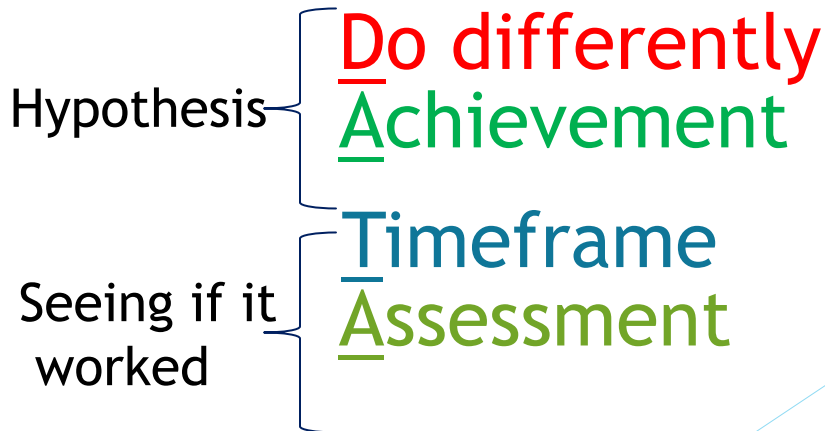 Do differently
Hypothesis
Achievement
Timeframe
Seeing if it
worked
Assessment